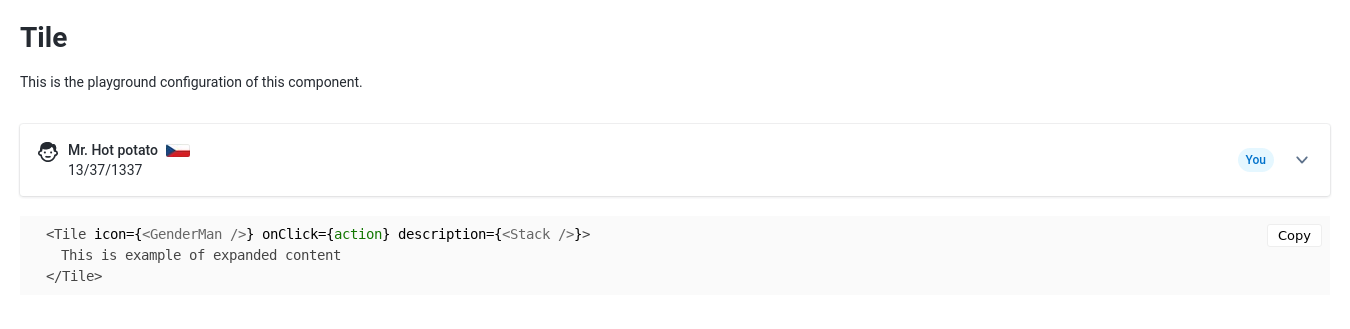 Tile
This is the playground configuration of this component.
Mr. Hot potato
13/37/1337
You
<Tile icon={<GenderMan />} onClick={action} description={<Stack />}>
Copy
This is example of expanded content
</Tile>